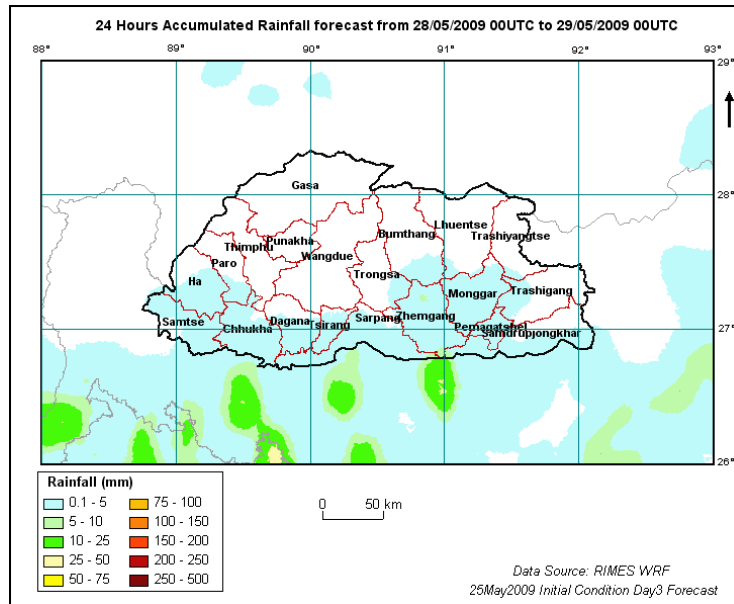 24 Hours Accumulated Rainfall forecast from 28/05/2009 00UTC to 29/05/2009 00UTC
88° 89° 90° 91° 92° 93°
29°
28°
27°
26°
Gasa
Lhuentse
Punakha
Bumthang
Trashiyangtse
Thimphu
Wangdue
Paro
Trongsa
Ha
Monggar
Trashigang
Samtse
Chhukha
Dagana
Tsirang
Sarpang
Zhemgang
Pemagatshel
Samdrupjongkhar
Rainfall (mm)
0.1 - 5 75 - 100
5 - 10 100 - 150
10 - 25 150 - 200
25 - 50 200 - 250
50 - 75 250 - 500
0 50 km
Data Source: RIMES WRF
25May2009 Initial Condition Day3 Forecast